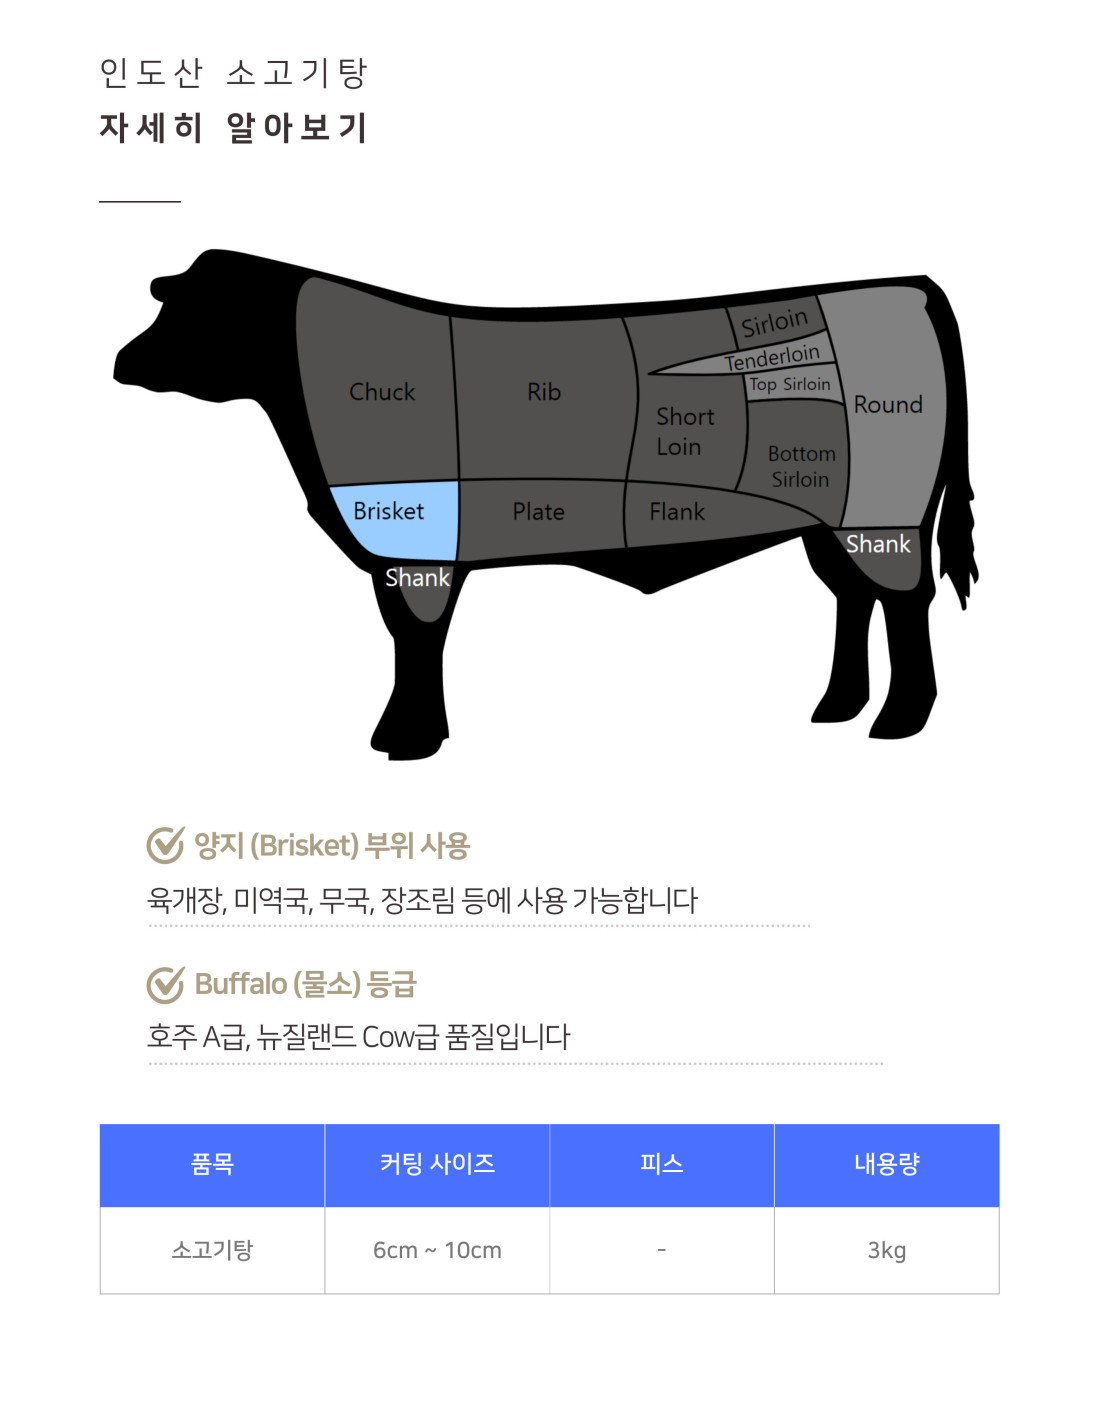 인도산 소고기탕
자세히 알아보기
Sirloin
Tenderloin
Top Sirloin
Chuck
Rib
Round
Short
Loin
Bottom
Sirloin
Brisket
Plate
Flank
Shank
Shank
양지 (Brisket) 부위 사용
육개장, 미역국, 무국, 장조림 등에 사용 가능합니다
Buffalo (물소) 등급
호주 A급, 뉴질랜드 Cow급 품질입니다
품목 커팅 사이즈 피스 내용량
소고기탕 6cm ~ 10cm - 3kg